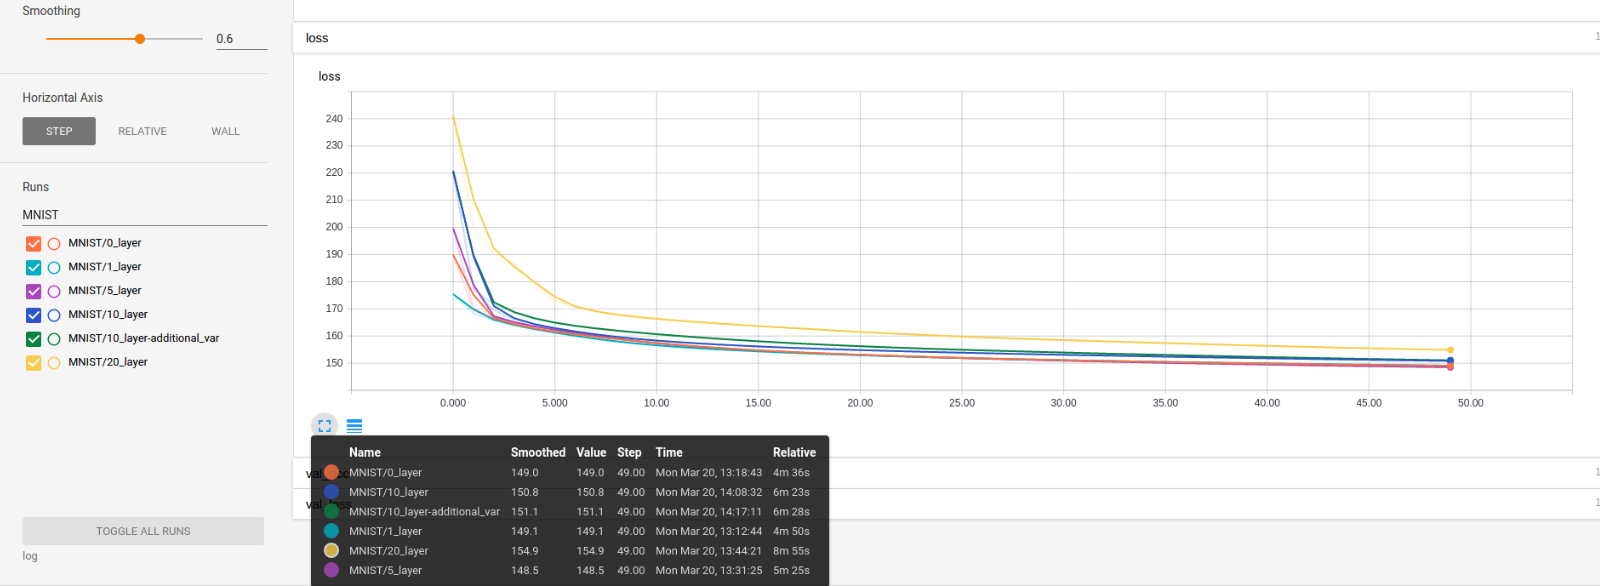 Smoothing
0.6
Horizontal Axis
STEP RELATIVE WALL
Runs
MNIST
MNIST/0_layer
MNIST/1_layer
MNIST/5_layer
MNIST/10_layer
MNIST/10_layer-additional_var
MNIST/20_layer
TOGGLE ALL RUNS
log
loss
1
loss
240
230
220
210
200
190
180
170
160
150
0.000 5.000 10.00 15.00 20.00 25.00 30.00 35.00 40.00 45.00 50.00
val_acc
1
val_loss
1
Name Smoothed Value Step Time Relative
MNIST/0_layer 149.0 149.0 49.00 Mon Mar 20, 13:18:43 4m 36s
MNIST/10_layer 150.8 150.8 49.00 Mon Mar 20, 14:08:32 6m 23s
MNIST/10_layer-additional_var 151.1 151.1 49.00 Mon Mar 20, 14:17:11 6m 28s
MNIST/1_layer 149.1 149.1 49.00 Mon Mar 20, 13:12:44 4m 50s
MNIST/20_layer 154.9 154.9 49.00 Mon Mar 20, 13:44:21 8m 55s
MNIST/5_layer 148.5 148.5 49.00 Mon Mar 20, 13:31:25 5m 25s